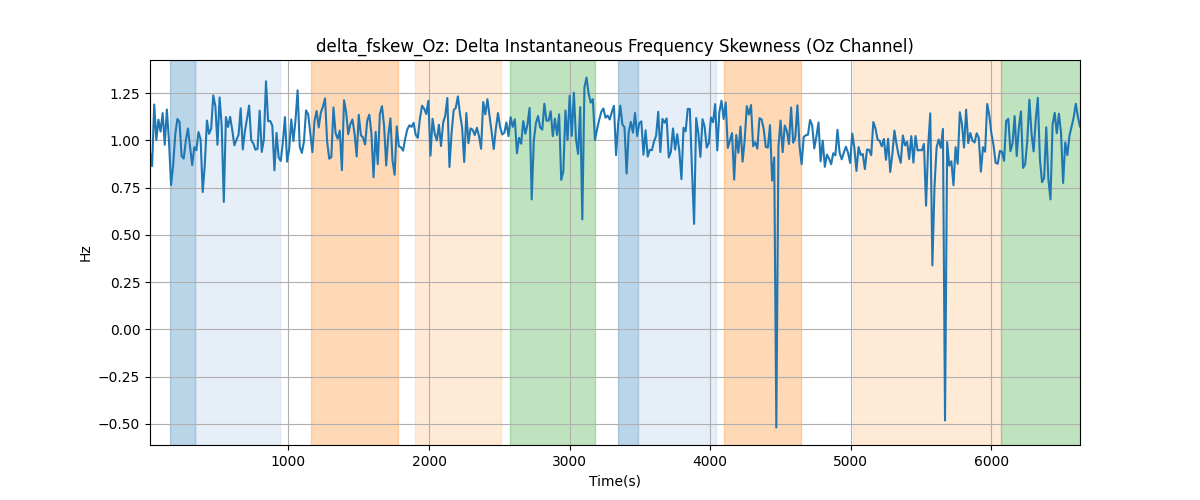 delta_fskew_Oz: Delta Instantaneous Frequency Skewness (Oz Channel)
Hz
1.25
1.00
0.75
0.50
0.25
0.00
−0.25
−0.50
1000 2000 3000 4000 5000 6000
Time(s)